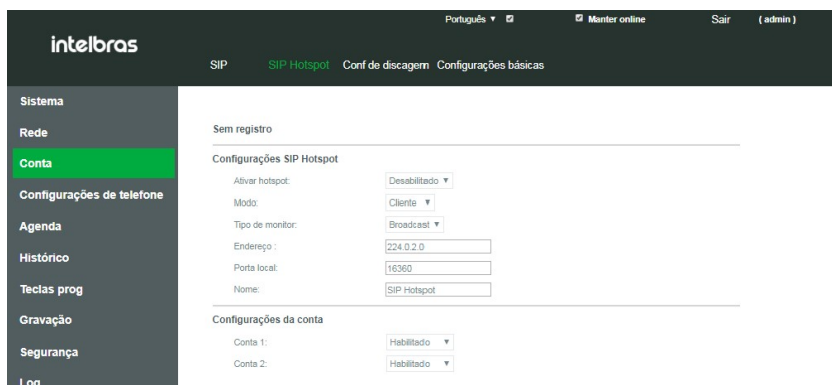 Português
Manter online
Sair
( admin )
intelbras
SIP
SIP Hotspot
Conf de discagem
Configurações básicas
Sistema
Rede
Conta
Configurações de telefone
Agenda
Histórico
Teclas prog
Gravação
Segurança
Log
Sem registro
Configurações SIP Hotspot
Ativar hotspot: Desabilitado
Modo: Cliente
Tipo de monitor: Broadcast
Endereço : 224.0.2.0
Porta local: 16360
Nome: SIP Hotspot
Configurações da conta
Conta 1: Habilitado
Conta 2: Habilitado